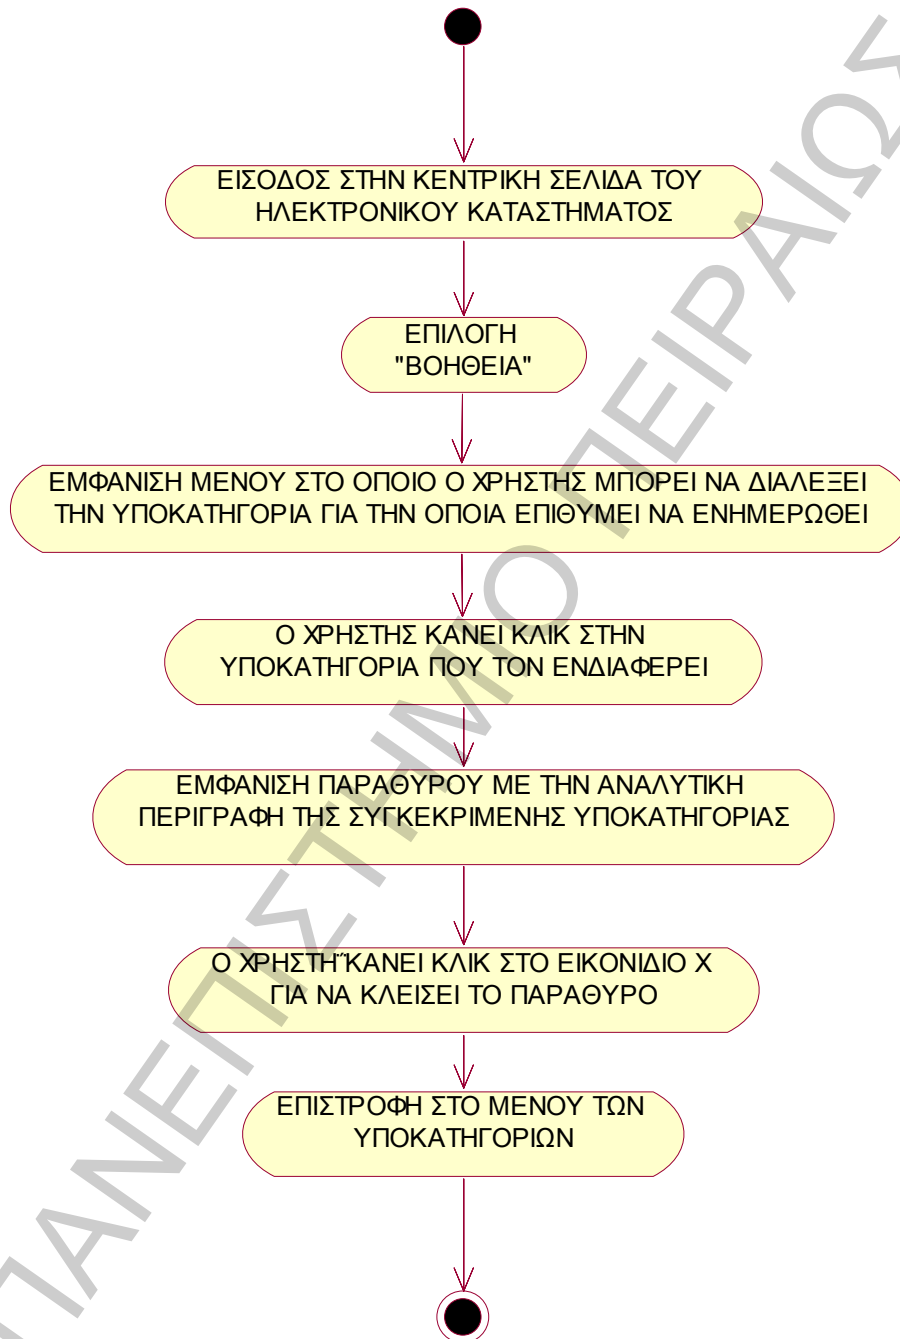 ΕΙΣΟΔΟΣ ΣΤΗΝ ΚΕΝΤΡΙΚΗ ΣΕΛΙΔΑ ΤΟΥ
ΗΛΕΚΤΡΟΝΙΚΟΥ ΚΑΤΑΣΤΗΜΑΤΟΣ
ΕΠΙΛΟΓΗ
"ΒΟΗΘΕΙΑ"
ΕΜΦΑΝΙΣΗ ΜΕΝΟΥ ΣΤΟ ΟΠΟΙΟ Ο ΧΡΗΣΤΗΣ ΜΠΟΡΕΙ ΝΑ ΔΙΑΛΕΞΕΙ
ΤΗΝ ΥΠΟΚΑΤΗΓΟΡΙΑ ΓΙΑ ΤΗΝ ΟΠΟΙΑ ΕΠΙΘΥΜΕΙ ΝΑ ΕΝΗΜΕΡΩΘΕΙ
Ο ΧΡΗΣΤΗΣ ΚΑΝΕΙ ΚΛΙΚ ΣΤΗΝ
ΥΠΟΚΑΤΗΓΟΡΙΑ ΠΟΥ ΤΟΝ ΕΝΔΙΑΦΕΡΕΙ
ΕΜΦΑΝΙΣΗ ΠΑΡΑΘΥΡΟΥ ΜΕ ΤΗΝ ΑΝΑΛΥΤΙΚΗ
ΠΕΡΙΓΡΑΦΗ ΤΗΣ ΣΥΓΚΕΚΡΙΜΕΝΗΣ ΥΠΟΚΑΤΗΓΟΡΙΑΣ
Ο ΧΡΗΣΤΗ¨ΚΑΝΕΙ ΚΛΙΚ ΣΤΟ ΕΙΚΟΝΙΔΙΟ Χ
ΓΙΑ ΝΑ ΚΛΕΙΣΕΙ ΤΟ ΠΑΡΑΘΥΡΟ
ΕΠΙΣΤΡΟΦΗ ΣΤΟ ΜΕΝΟΥ ΤΩΝ
ΥΠΟΚΑΤΗΓΟΡΙΩΝ
ΠΑΝΕΠΙΣΤΗΜΙΟ ΠΕΙΡΑΙΩΣ